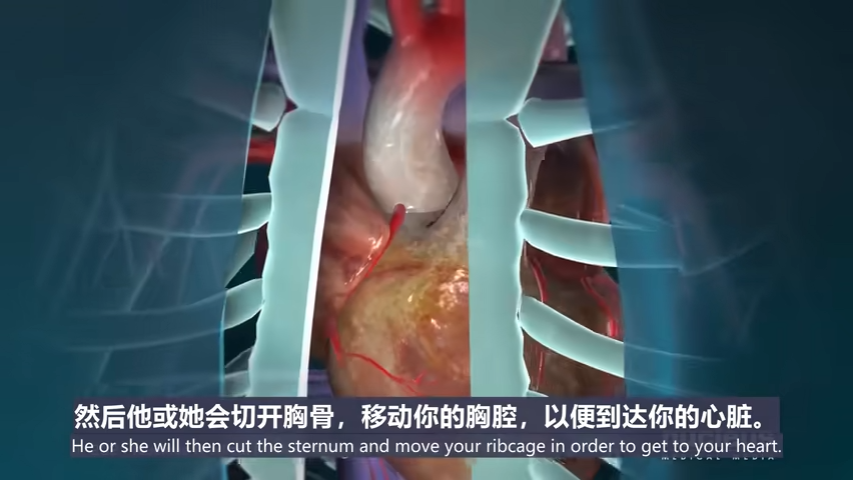 然后他或她会切开胸骨，移动你的胸腔，以便到达你的心脏。
He or she will then cut the sternum and move your ribcage in order to get to your heart.
MEDICAL MEDIA